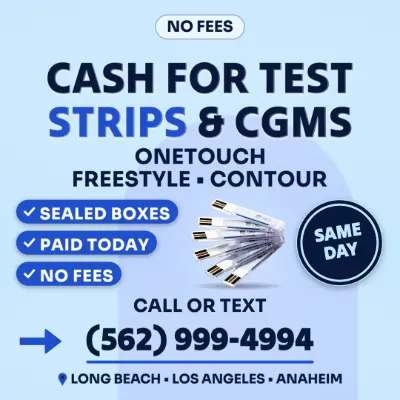 NO FEES
CASH FOR TEST
STRIPS & CGMS
ONETOUCH
FREESTYLE • CONTOUR
✓ SEALED BOXES
✓ PAID TODAY
✓ NO FEES
SAME
DAY
CALL OR TEXT
→ (562) 999-4994
LONG BEACH • LOS ANGELES • ANAHEIM